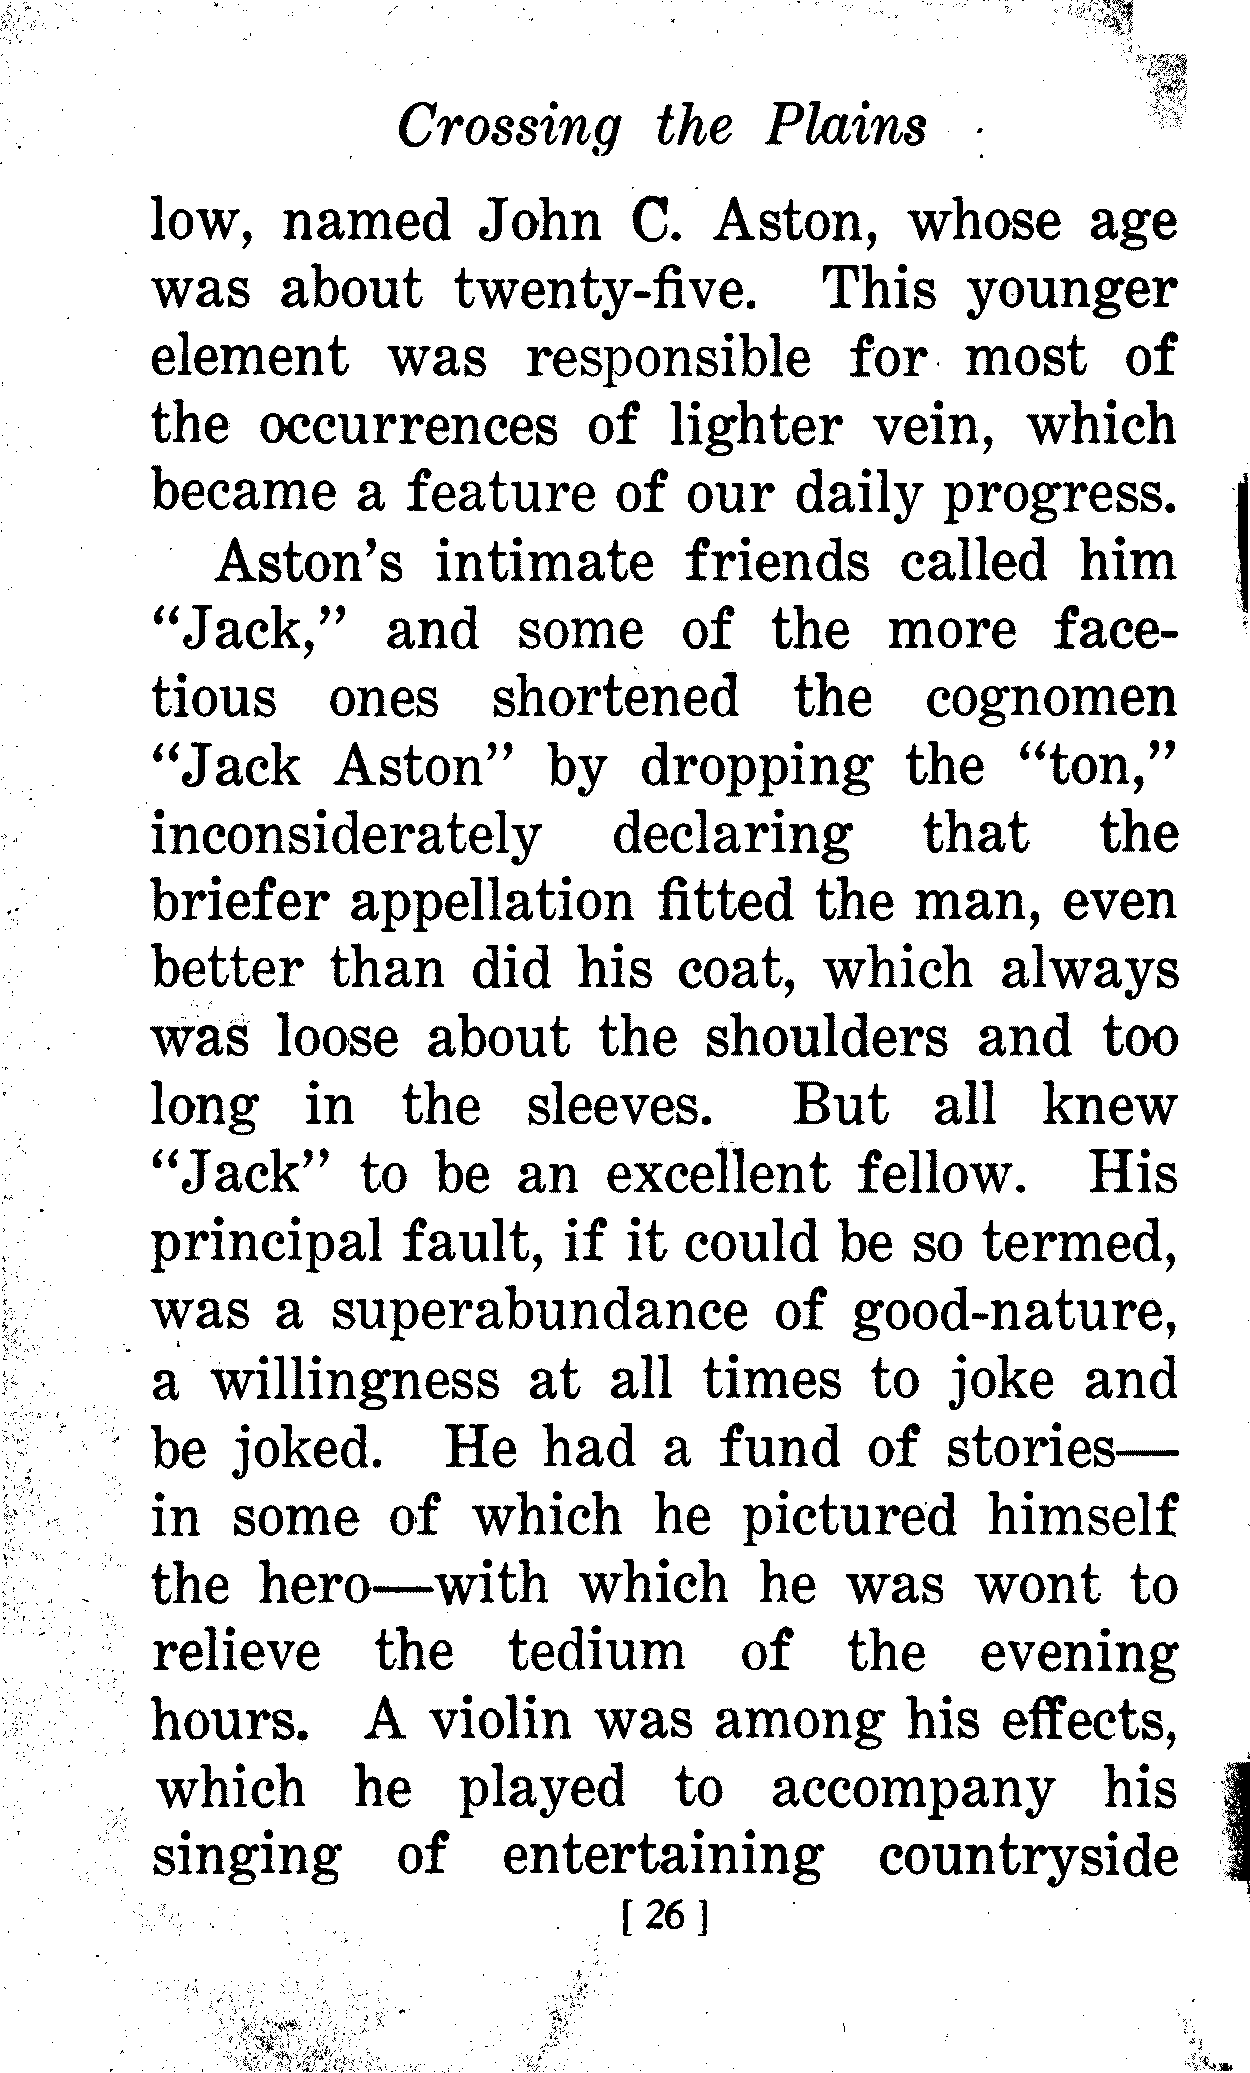 Crossing the Plains
low, named John C. Aston, whose age
was about twenty-five. This younger
element was responsible for most of
the occurrences of lighter vein, which
became a feature of our daily progress.
Aston's intimate friends called him
"Jack," and some of the more face-
tious ones shortened the cognomen
"Jack Aston" by dropping the "ton,"
inconsiderately declaring that the
briefer appellation fitted the man, even
better than did his coat, which always
was loose about the shoulders and too
long in the sleeves. But all knew
"Jack" to be an excellent fellow. His
principal fault, if it could be so termed,
was a superabundance of good-nature,
a willingness at all times to joke and
be joked. He had a fund of stories—
in some of which he pictured himself
the hero—with which he was wont to
relieve the tedium of the evening
hours. A violin was among his effects,
which he played to accompany his
singing of entertaining countryside
[ 26 ]